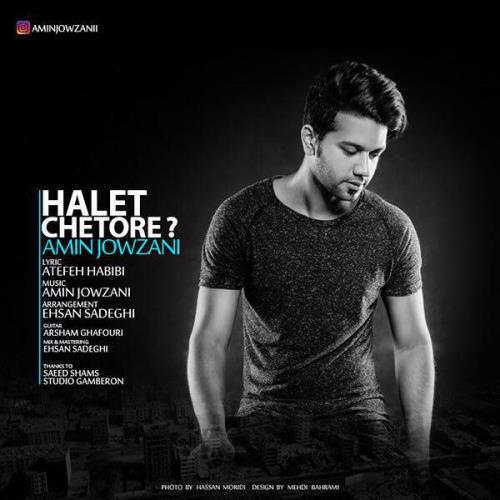 AMINJOWZANII
HALET
CHETORE ?
AMIN JOWZANI
LYRIC
ATEFEH HABIBI
MUSIC
AMIN JOWZANI
ARRANGEMENT
EHSAN SADEGHI
GUITAR
ARSHAM GHAFOURI
MIX & MASTERING
EHSAN SADEGHI
THANKS TO
SAEED SHAMS
STUDIO GAMBERON
PHOTO BY HASSAN MORIDI DESIGN BY MEHDI BAHRAMI